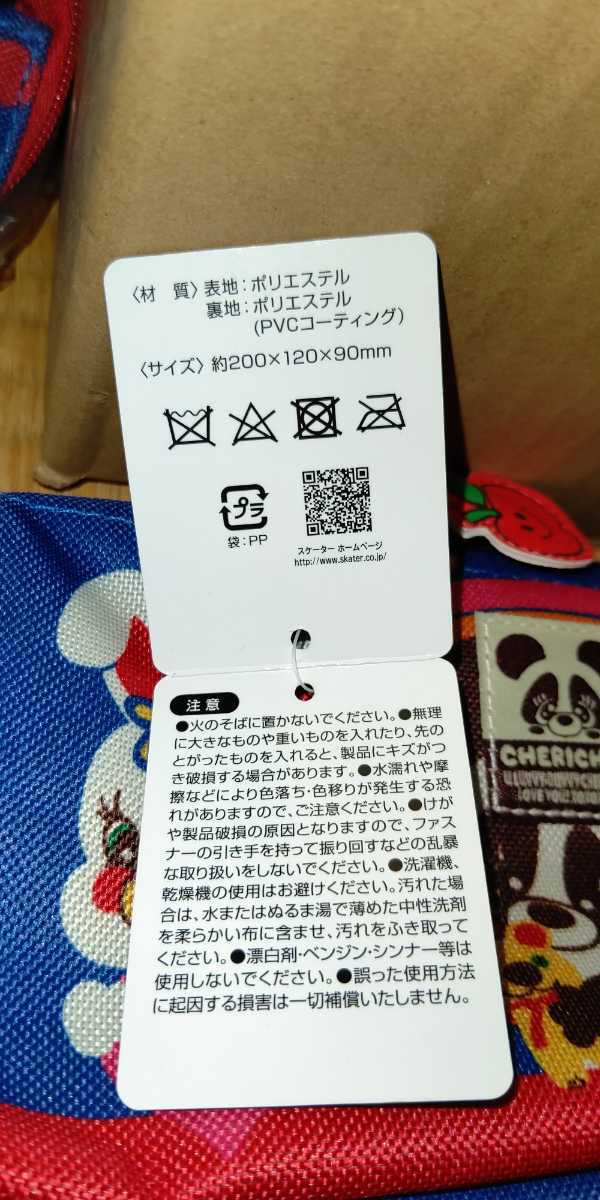 〈材　質〉表地：ポリエステル
裏地：ポリエステル
(PVCコーティング)
〈サイズ〉約200×120×90mm
プラ
袋：PP
スケーター ホームページ
http://www.skater.co.jp/
注意
●火のそばに置かないでください。●無理
に大きなものや重いものを入れたり、先の
とがったものを入れると、製品にキズがつ
き破損する場合があります。●水濡れや摩
擦などにより色落ち・色移りが発生する恐
れがありますので、ご注意ください。●けが
や製品破損の原因となりますので、ファス
ナーの引き手を持って振り回すなどの乱暴
な取り扱いをしないでください。●洗濯機、
乾燥機の使用はお避けください。汚れた場
合は、水またはぬるま湯で薄めた中性洗剤
を柔らかい布に含ませ、汚れをふき取って
ください。●漂白剤・ベンジン・シンナー等は
使用しないでください。●誤った使用方法
に起因する損害は一切補償いたしません。
CHERICH